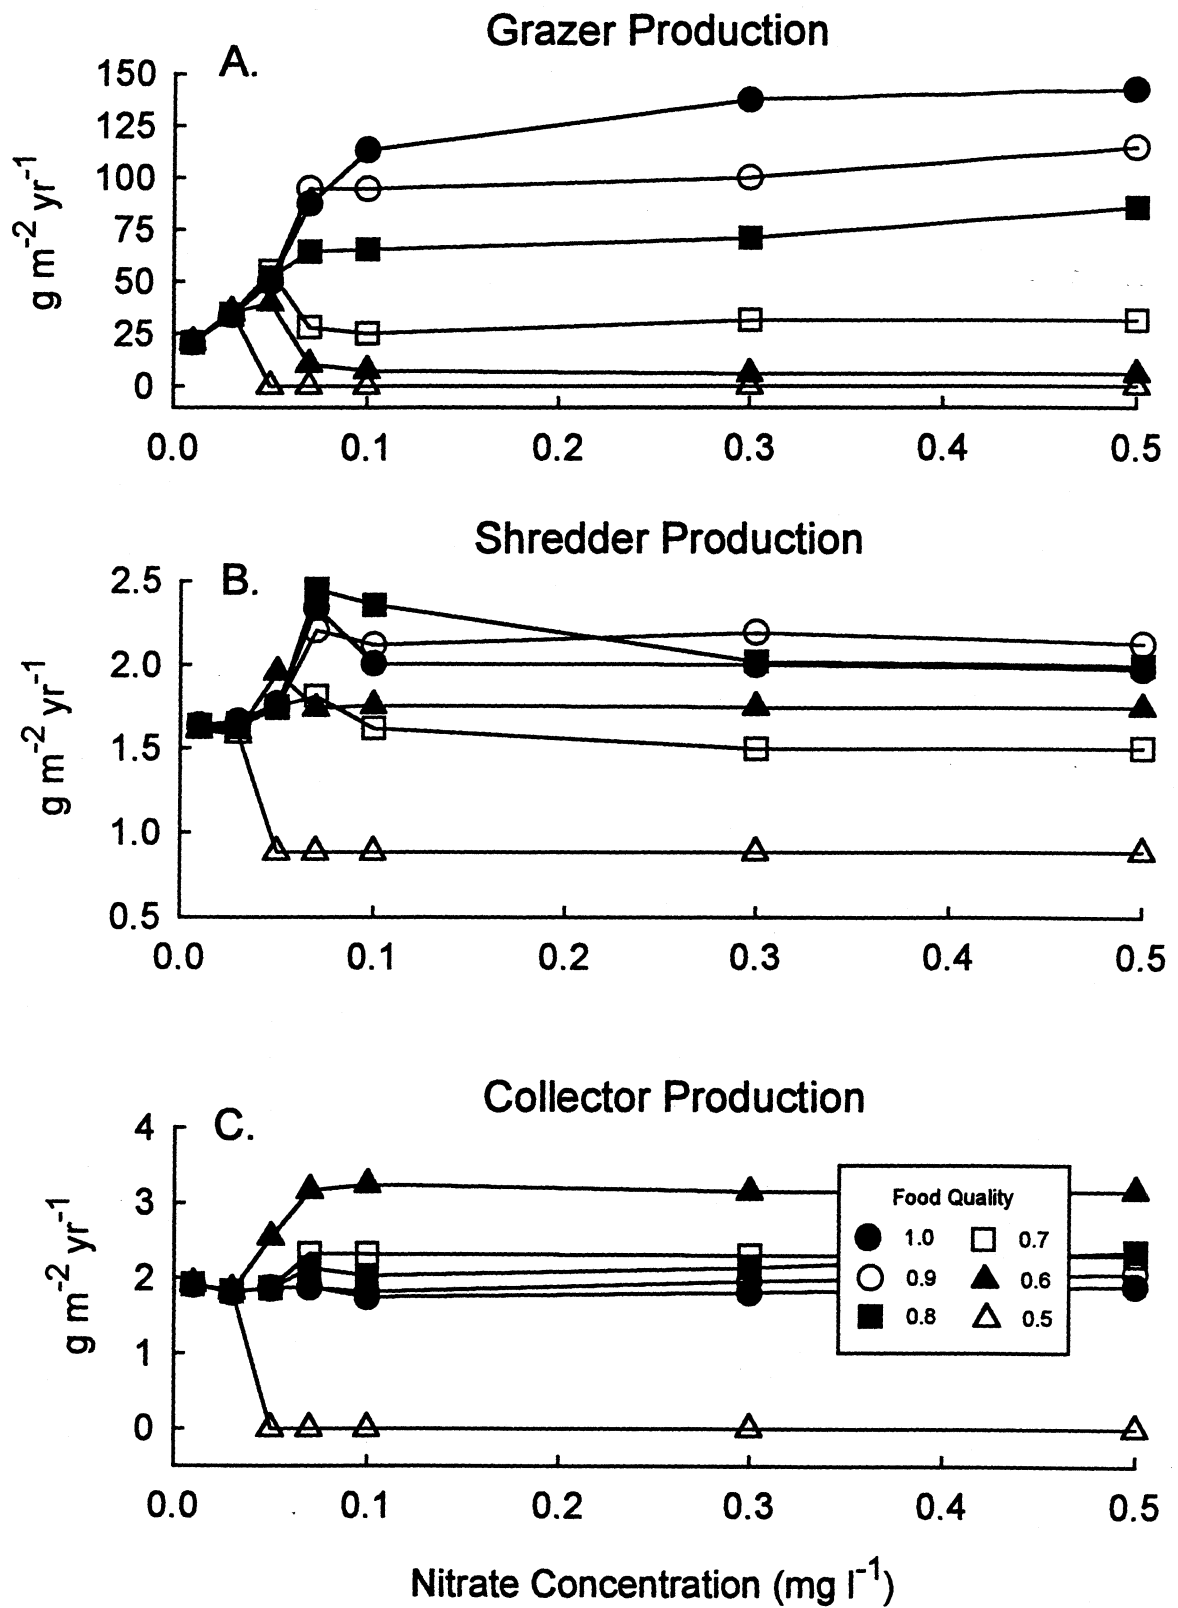 Grazer Production
A.
150
125
100
75
50
25
0
g m-2 yr-1
0.0 0.1 0.2 0.3 0.4 0.5
Shredder Production
B.
2.5
2.0
1.5
1.0
0.5
g m-2 yr-1
0.0 0.1 0.2 0.3 0.4 0.5
Collector Production
C.
4
3
2
1
0
g m-2 yr-1
Food Quality
1.0 0.7
0.9 0.6
0.8 0.5
0.0 0.1 0.2 0.3 0.4 0.5
Nitrate Concentration (mg l-1)